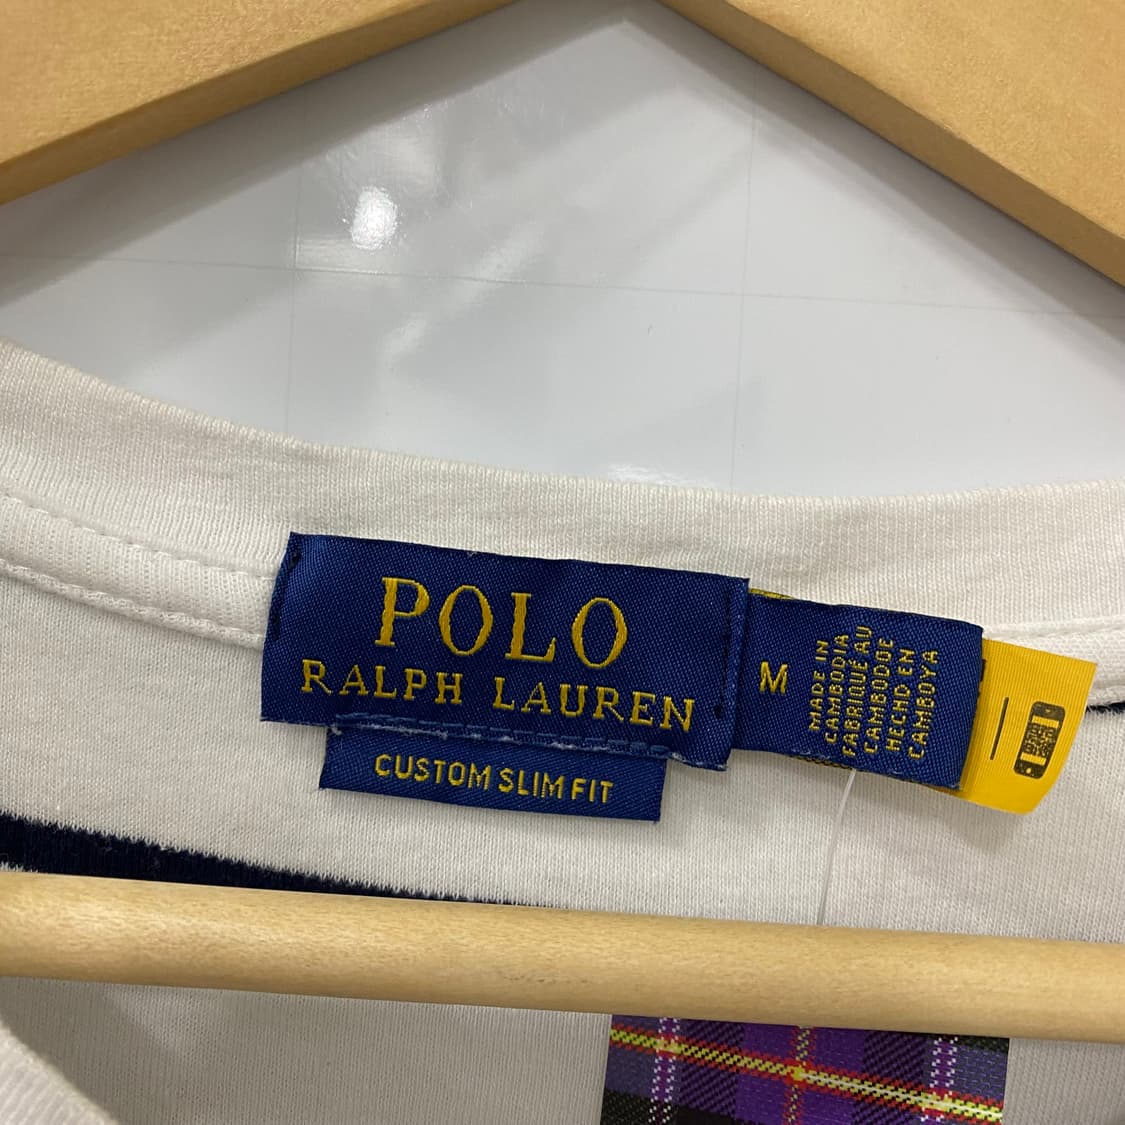 POLO
RALPH LAUREN
CUSTOM SLIM FIT
M
MADE IN
CAMBODIA
FABRIQUÉ AU
CAMBODGE
HECHO EN
CAMBOYA